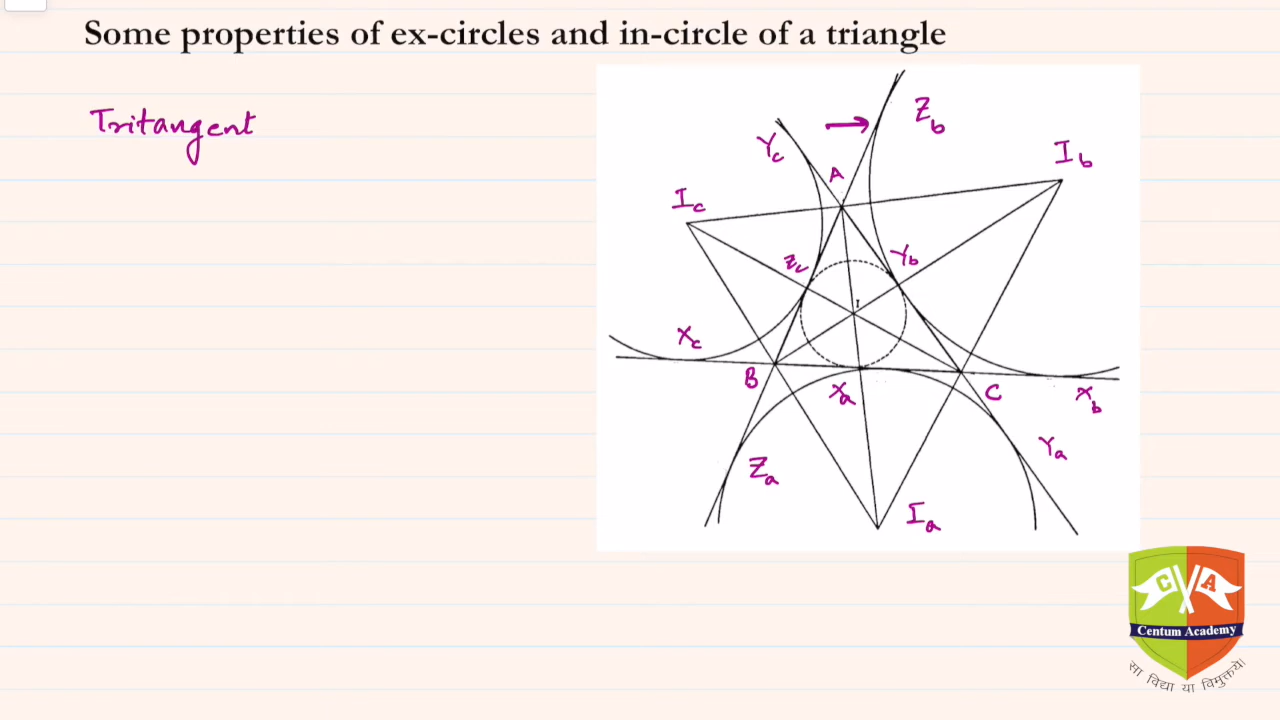 Some properties of ex-circles and in-circle of a triangle
Tritangent
Z_b
Y_c
I_b
A
I_c
Y_b
Z_c
I
X_c
B
X_a
C
X_b
Y_a
Z_a
I_a
C A
Centum Academy
सा विद्या या विमुक्तये।